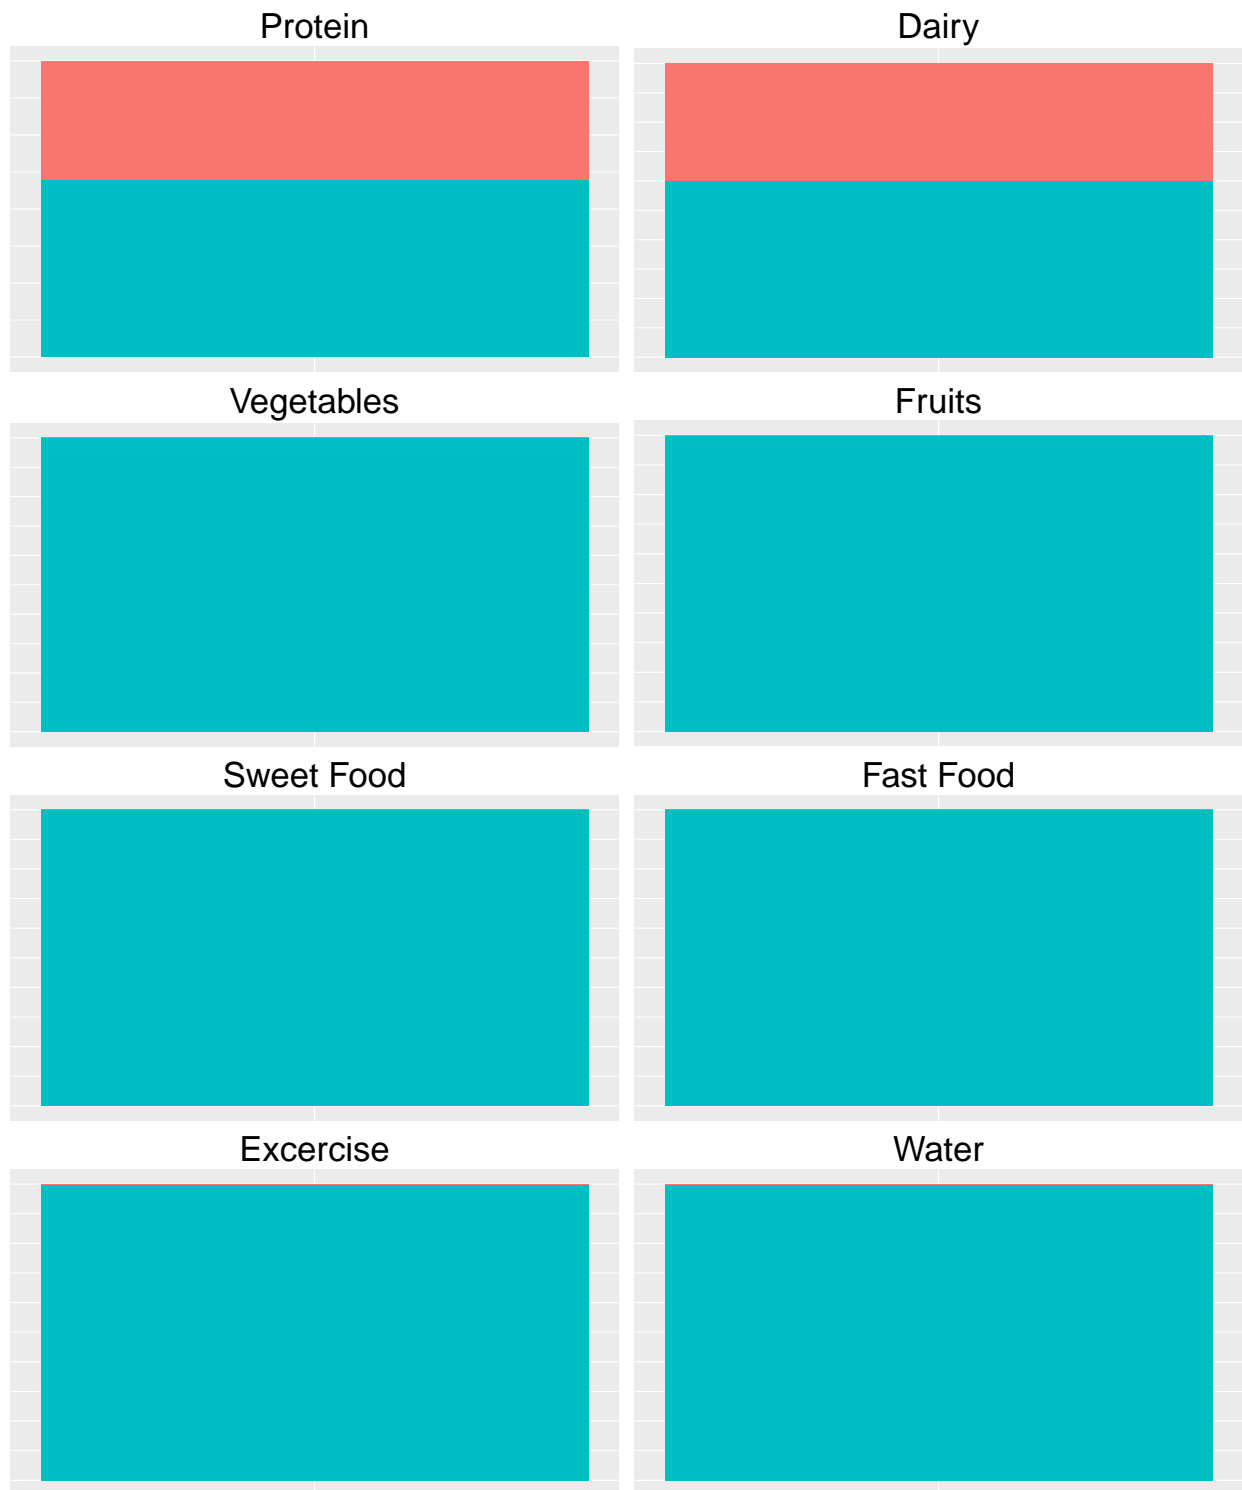 Protein
Dairy
Vegetables
Fruits
Sweet Food
Fast Food
Excercise
Water